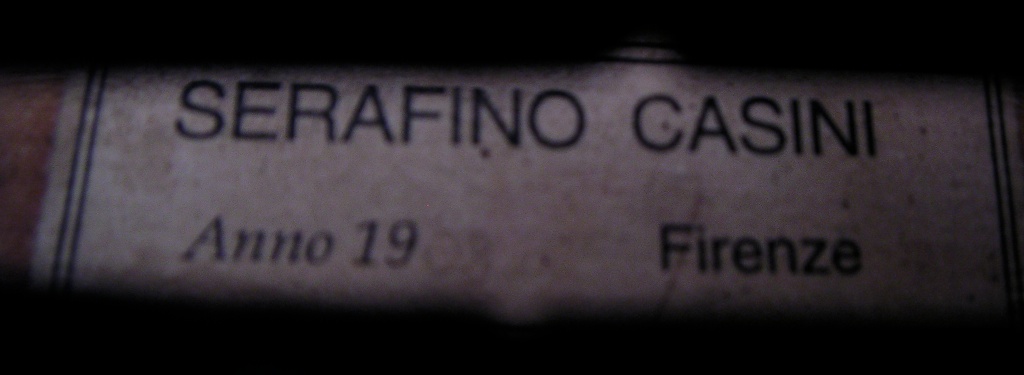 SERAFINO CASINI
Anno 19 Firenze